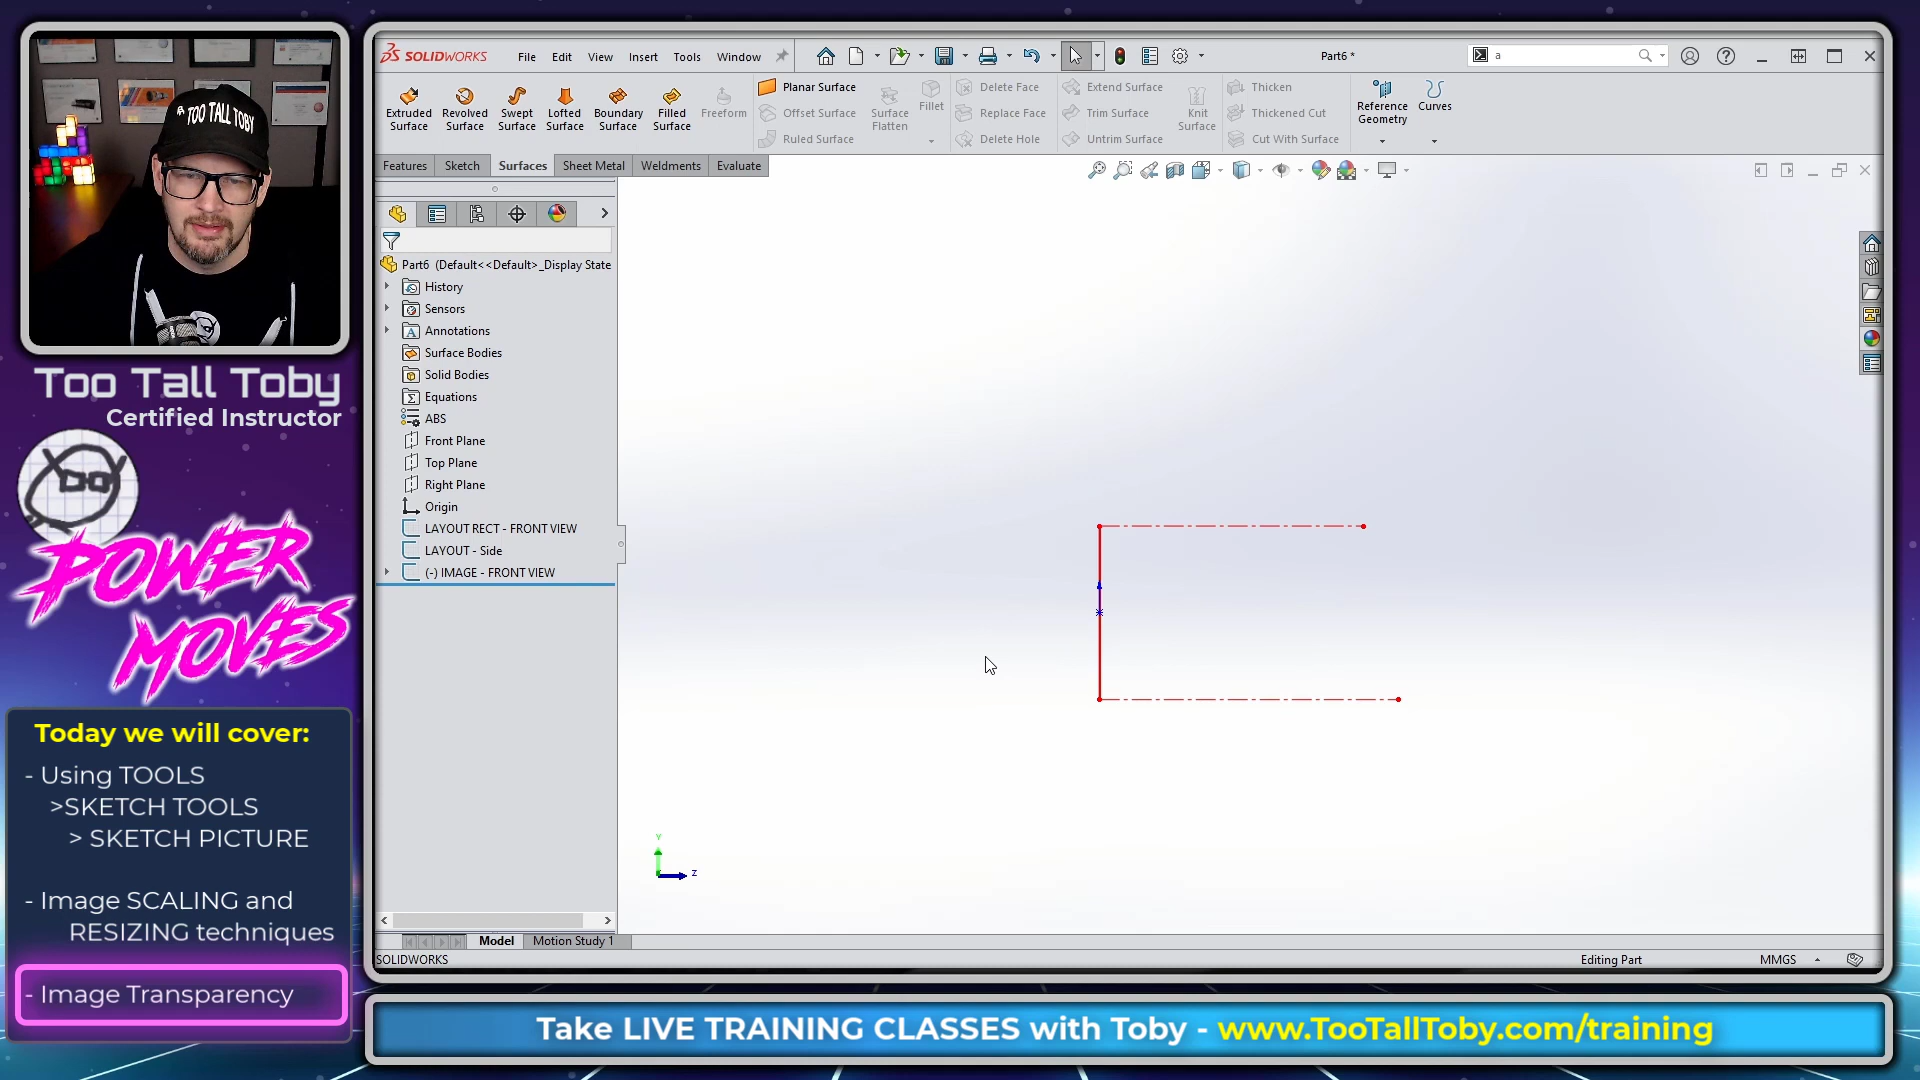 TOO TALL TOBY
Too Tall Toby
Certified Instructor
POWER
MOVES
Today we will cover:
- Using TOOLS
>SKETCH TOOLS
> SKETCH PICTURE
- Image SCALING and
RESIZING techniques
- Image Transparency
SOLIDWORKS
File
Edit
View
Insert
Tools
Window
Part6 *
a
Extruded Surface
Revolved Surface
Swept Surface
Lofted Surface
Boundary Surface
Filled Surface
Freeform
Planar Surface
Offset Surface
Ruled Surface
Surface Flatten
Fillet
Delete Face
Replace Face
Delete Hole
Extend Surface
Trim Surface
Untrim Surface
Knit Surface
Thicken
Thickened Cut
Cut With Surface
Reference Geometry
Curves
Features
Sketch
Surfaces
Sheet Metal
Weldments
Evaluate
Part6 (Default<<Default>_Display State
History
Sensors
Annotations
Surface Bodies
Solid Bodies
Equations
ABS
Front Plane
Top Plane
Right Plane
Origin
LAYOUT RECT - FRONT VIEW
LAYOUT - Side
(-) IMAGE - FRONT VIEW
Y
Z
Model
Motion Study 1
SOLIDWORKS
Editing Part
MMGS
Take LIVE TRAINING CLASSES with Toby - www.TooTallToby.com/training